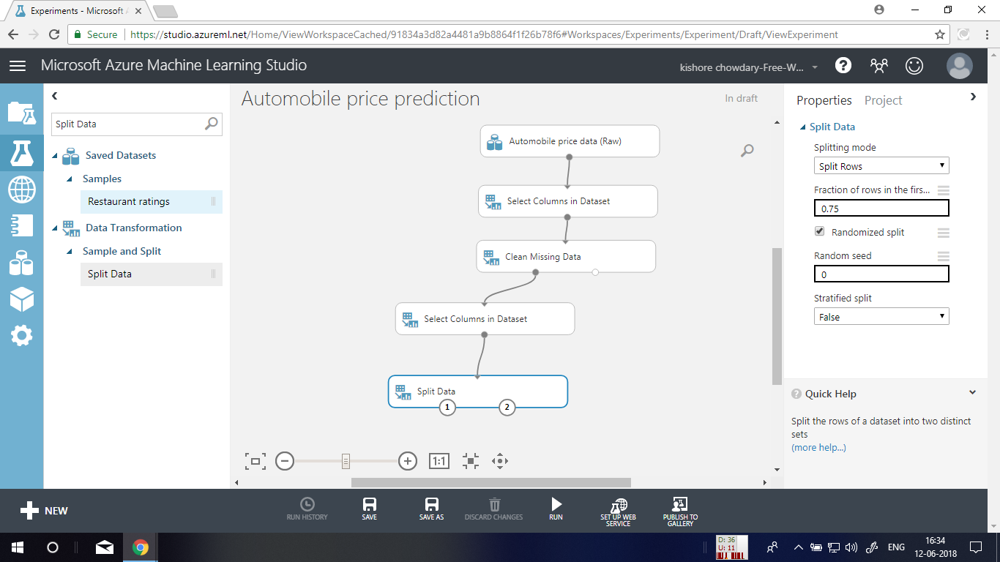 Experiments - Microsoft A
Secure
https://studio.azureml.net/Home/ViewWorkspaceCached/91834a3d82a4481a9b8864f1f26b78f6#Workspaces/Experiments/Experiment/Draft/ViewExperiment
Microsoft Azure Machine Learning Studio
kishore chowdary-Free-W...
?
Split Data
Saved Datasets
Samples
Restaurant ratings
Data Transformation
Sample and Split
Split Data
Automobile price prediction
In draft
Automobile price data (Raw)
Select Columns in Dataset
Clean Missing Data
Select Columns in Dataset
Split Data
1
2
1:1
Properties
Project
Split Data
Splitting mode
Split Rows
Fraction of rows in the firs...
0.75
Randomized split
Random seed
0
Stratified split
False
? Quick Help
Split the rows of a dataset into two distinct
sets
(more help...)
NEW
RUN HISTORY
SAVE
SAVE AS
DISCARD CHANGES
RUN
SET UP WEB
SERVICE
PUBLISH TO
GALLERY
D: 36
U: 11
ENG
16:34
12-06-2018